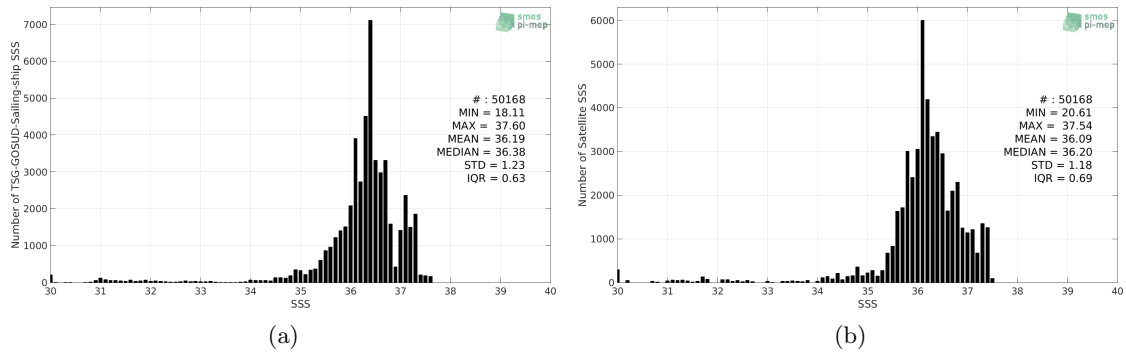 Number of TSG-GOSUD-Sailing-ship SSS
7000
6000
5000
4000
3000
2000
1000
0
30 31 32 33 34 35 36 37 38 39 40
SSS
smos
pi-mep
# : 50168
MIN = 18.11
MAX = 37.60
MEAN = 36.19
MEDIAN = 36.38
STD = 1.23
IQR = 0.63
(a)
Number of Satellite SSS
6000
5000
4000
3000
2000
1000
0
30 31 32 33 34 35 36 37 38 39 40
SSS
smos
pi-mep
# : 50168
MIN = 20.61
MAX = 37.54
MEAN = 36.09
MEDIAN = 36.20
STD = 1.18
IQR = 0.69
(b)